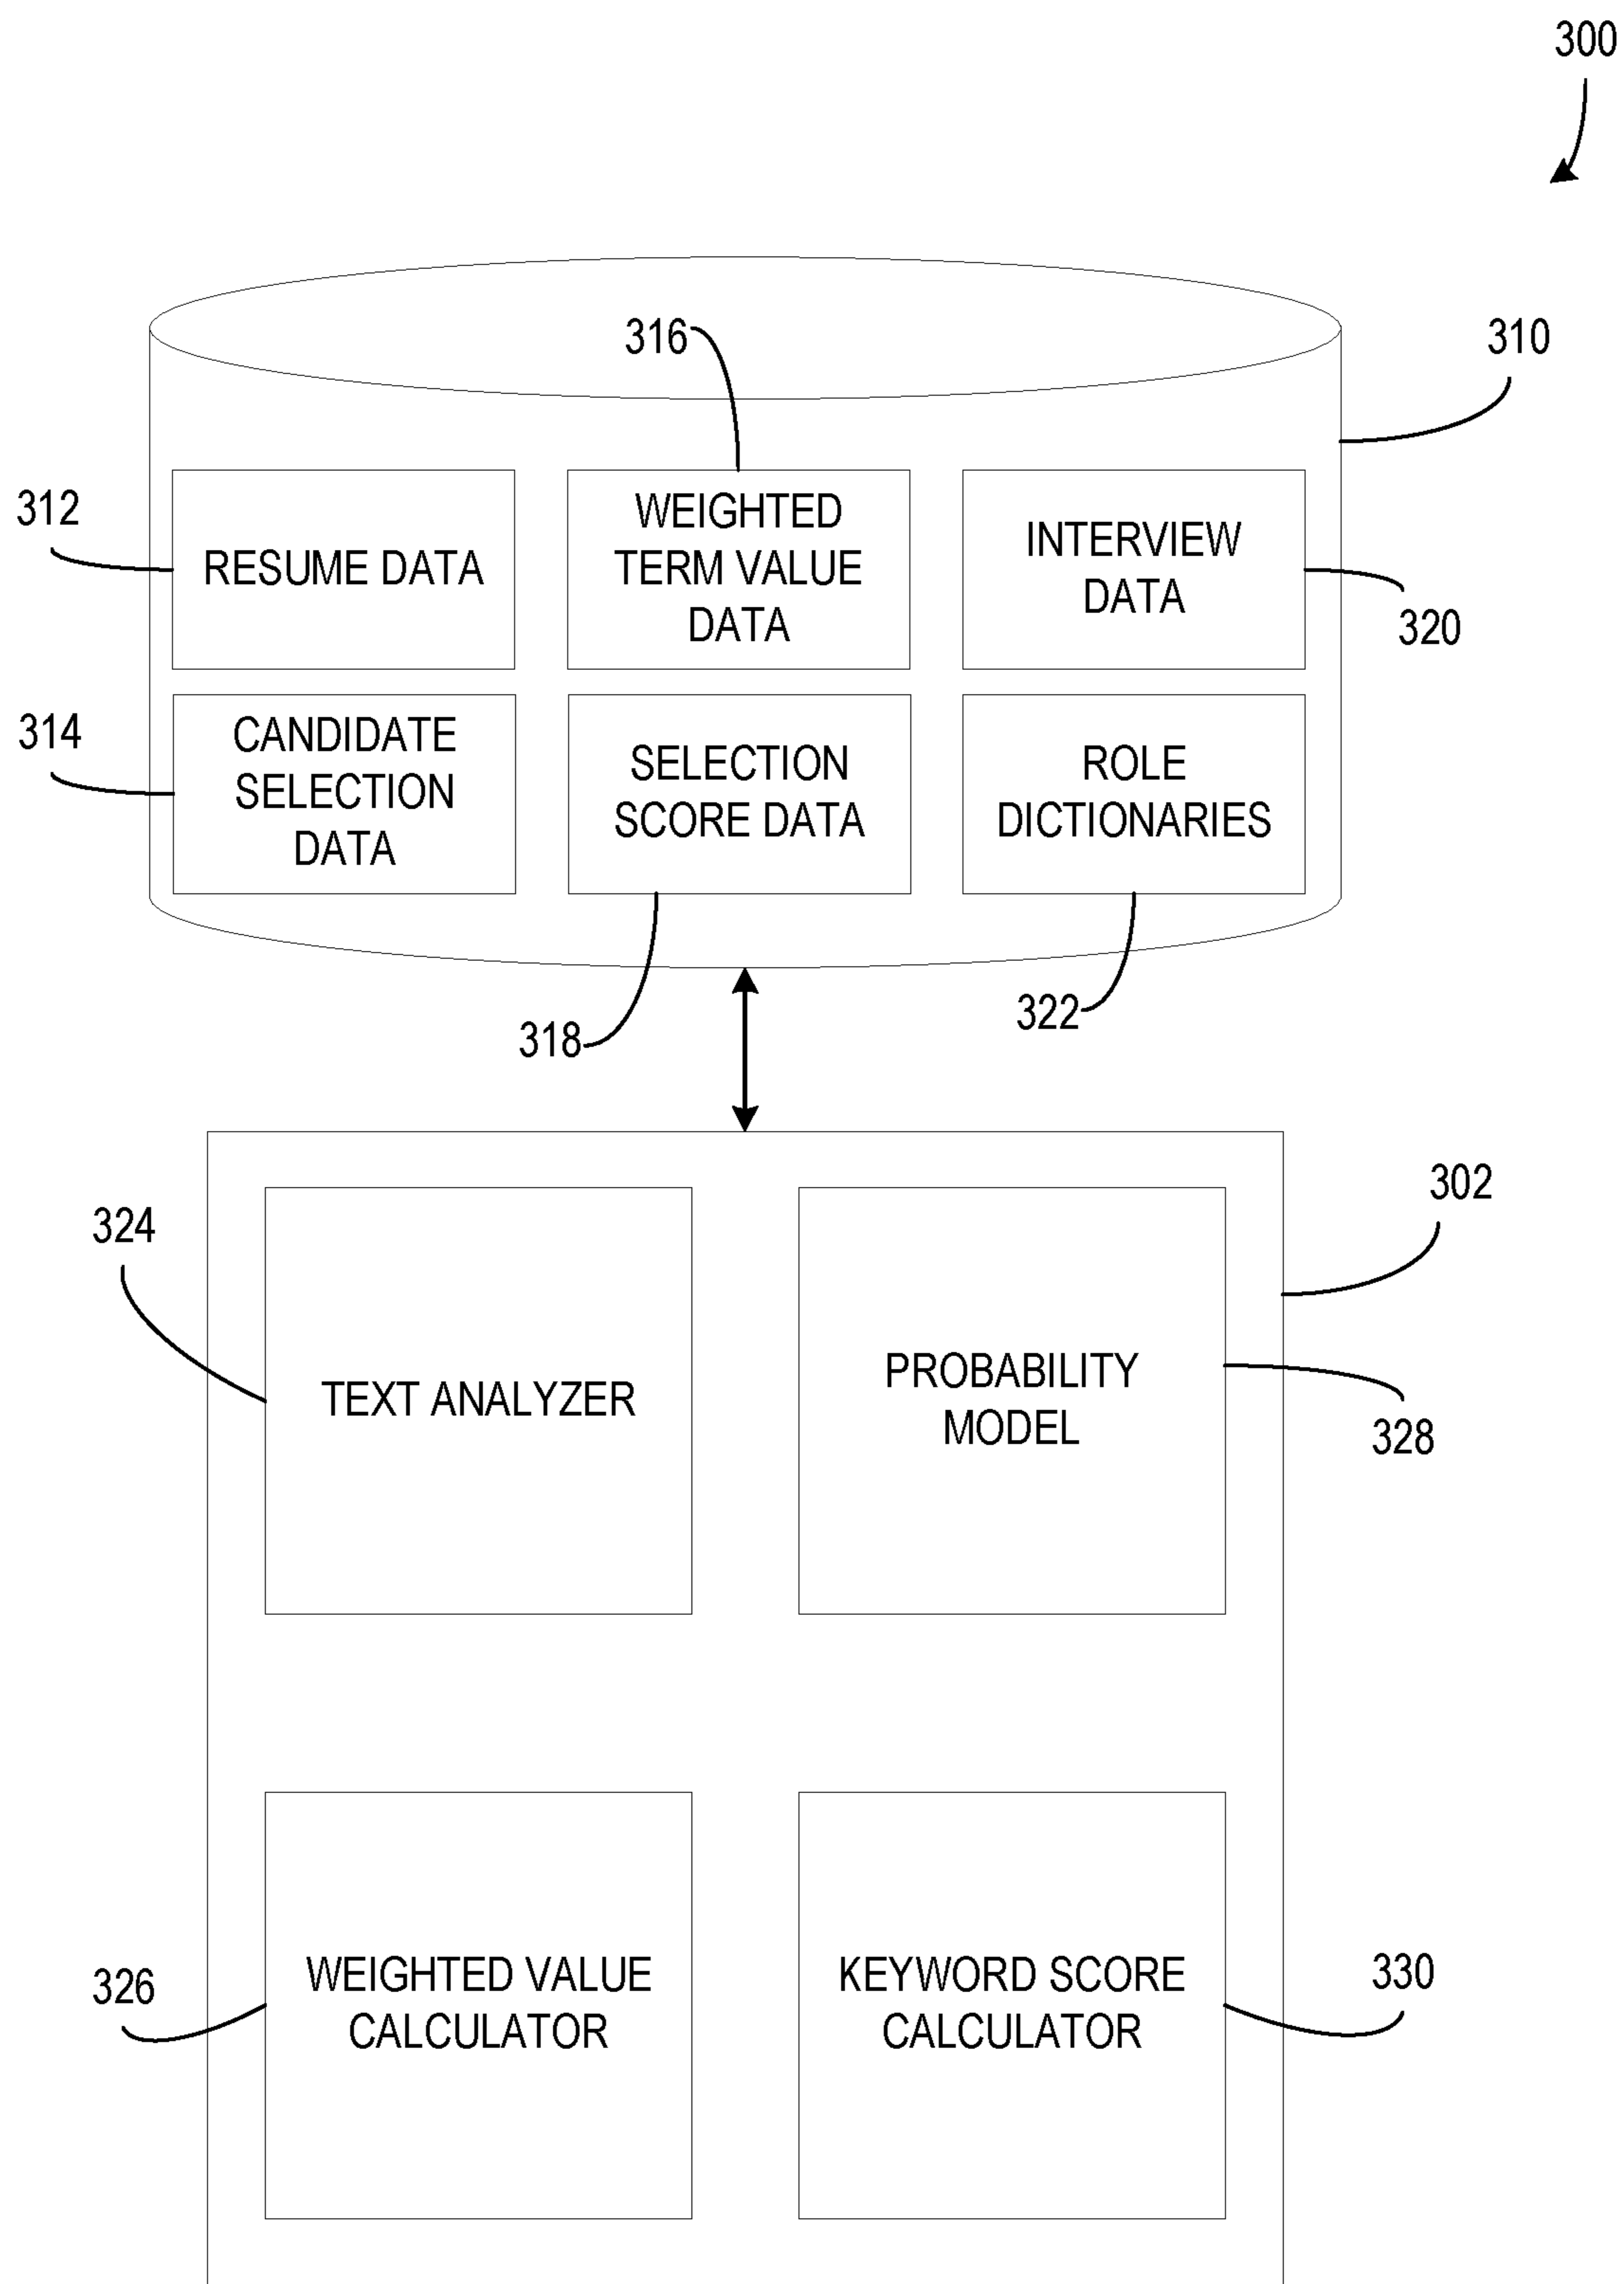 300
316
310
312
RESUME DATA
WEIGHTED
TERM VALUE
DATA
INTERVIEW
DATA
320
314
CANDIDATE
SELECTION
DATA
SELECTION
SCORE DATA
ROLE
DICTIONARIES
318
322
302
324
TEXT ANALYZER
PROBABILITY
MODEL
328
326
WEIGHTED VALUE
CALCULATOR
KEYWORD SCORE
CALCULATOR
330